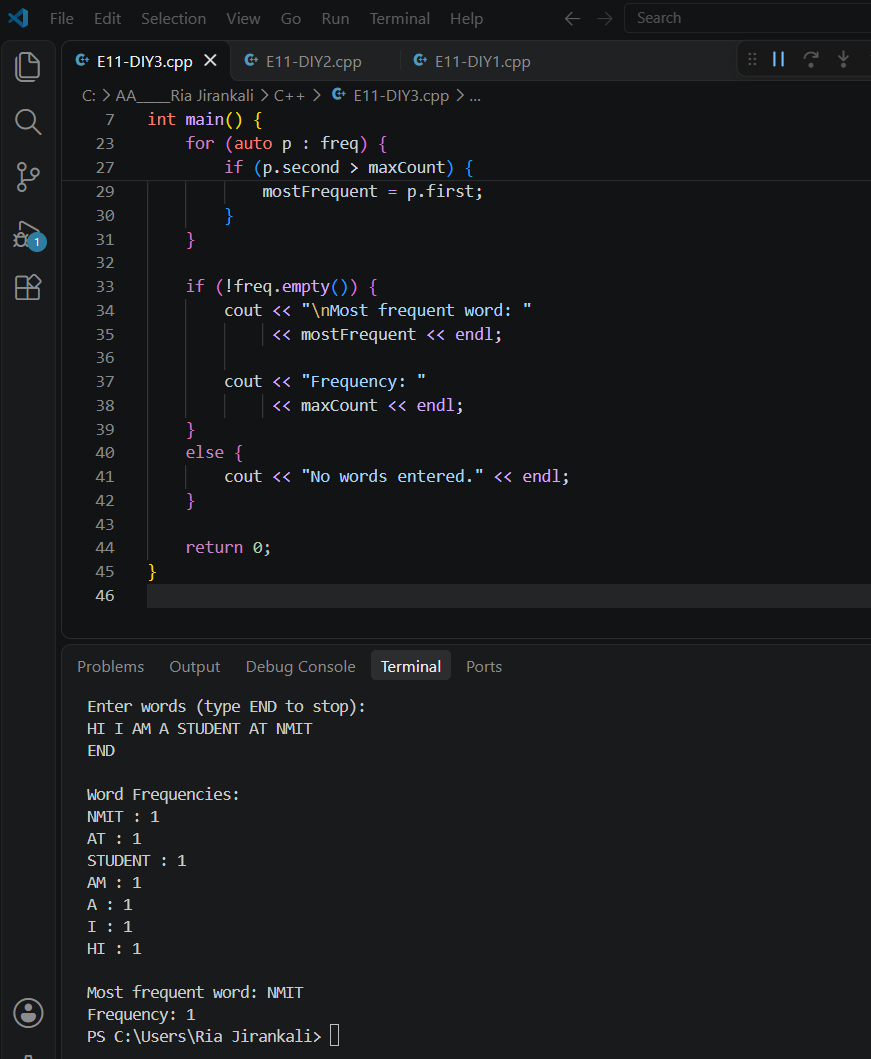 File Edit Selection View Go Run Terminal Help Search
E11-DIY3.cpp E11-DIY2.cpp E11-DIY1.cpp
C: > AA____Ria Jirankali > C++ > E11-DIY3.cpp > ...
7 int main() {
23 for (auto p : freq) {
27 if (p.second > maxCount) {
29 mostFrequent = p.first;
30 }
31 }
32
33 if (!freq.empty()) {
34 cout << "\nMost frequent word: "
35 << mostFrequent << endl;
36
37 cout << "Frequency: "
38 << maxCount << endl;
39 }
40 else {
41 cout << "No words entered." << endl;
42 }
43
44 return 0;
45 }
46
1
Problems Output Debug Console Terminal Ports
Enter words (type END to stop):
HI I AM A STUDENT AT NMIT
END
Word Frequencies:
NMIT : 1
AT : 1
STUDENT : 1
AM : 1
A : 1
I : 1
HI : 1
Most frequent word: NMIT
Frequency: 1
PS C:\Users\Ria Jirankali>